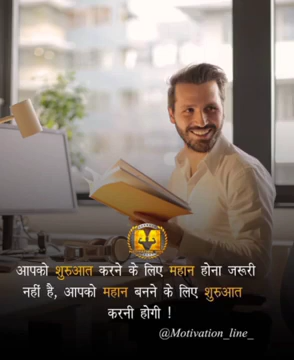 आपको शुरुआत करने के लिए महान होना जरूरी
नहीं है, आपको महान बनने के लिए शुरुआत
करनी होगी !
@Motivation_line_